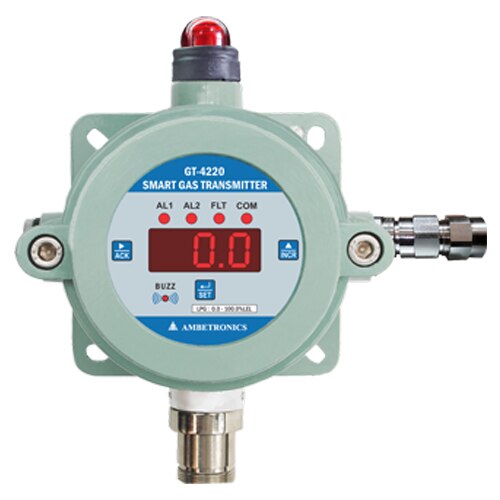 GT-4220
SMART GAS TRANSMITTER
AL1 AL2 FLT COM
0.0
ACK
INCR
BUZZ
SET
LPG : 0.0 - 100.0%LEL
AMBETRONICS